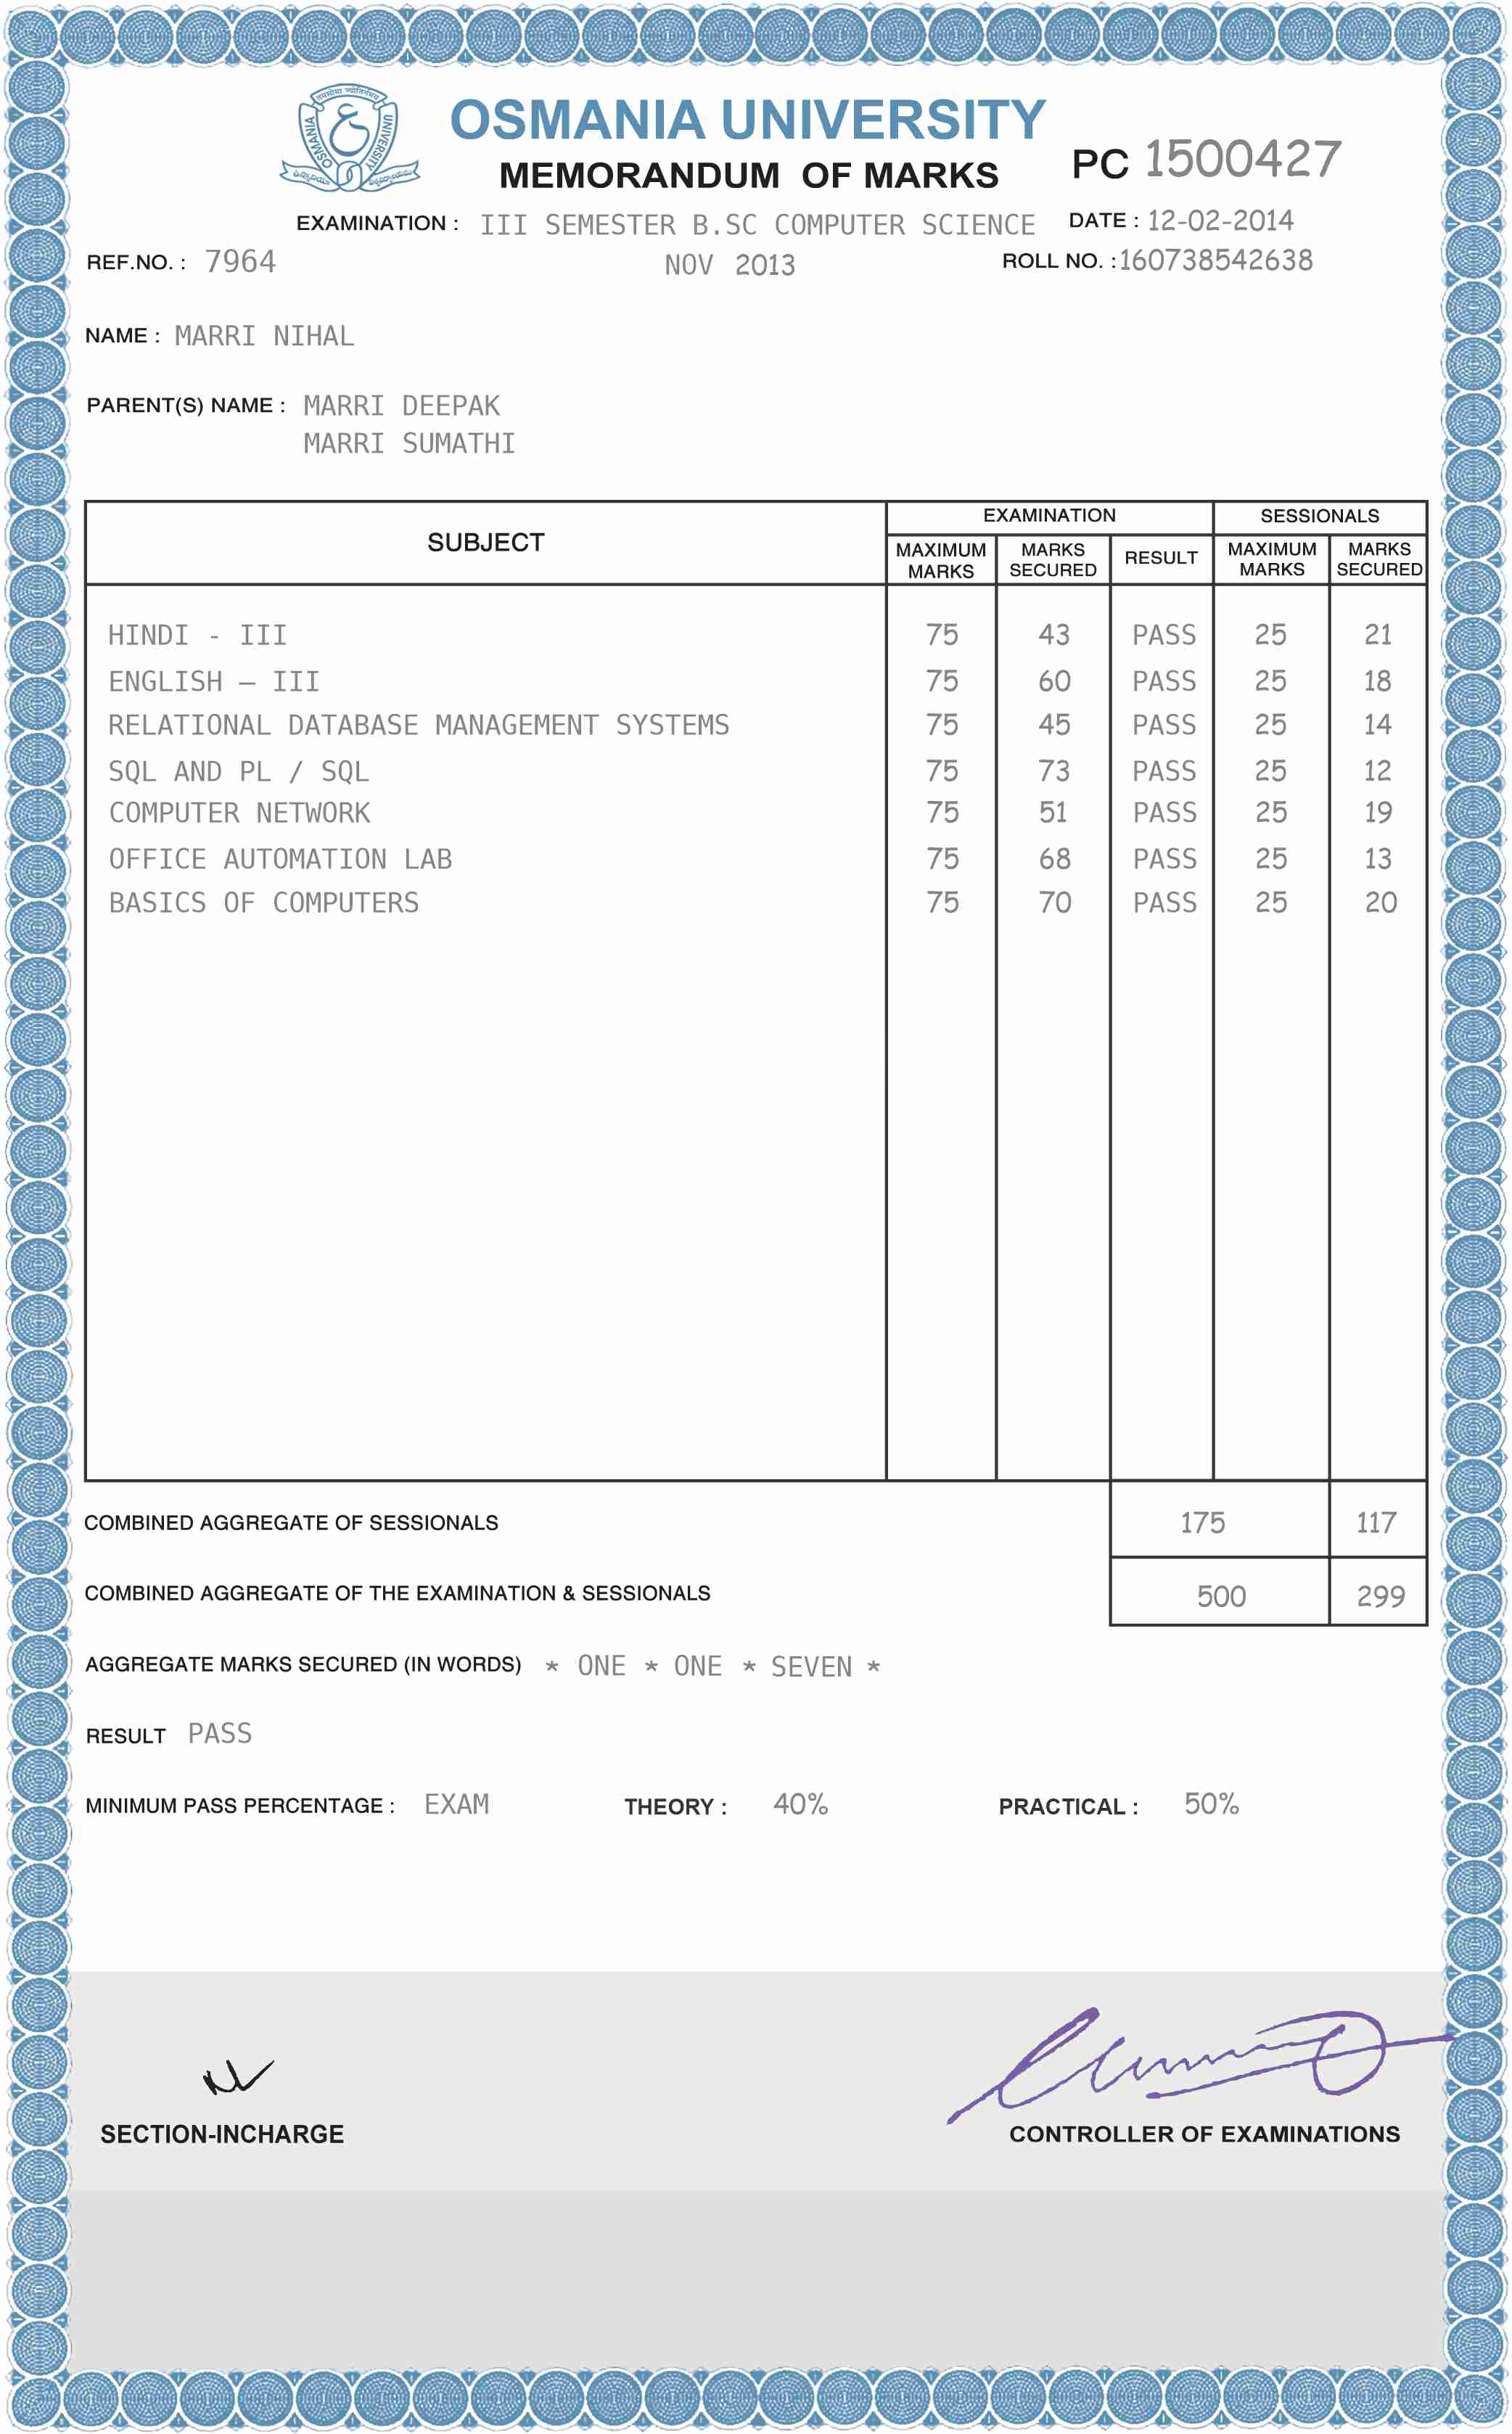 OSMANIA UNIVERSITY
MEMORANDUM OF MARKS
PC 1500427
EXAMINATION : III SEMESTER B.SC COMPUTER SCIENCE DATE : 12-02-2014
REF.NO. : 7964 NOV 2013 ROLL NO. : 160738542638
NAME : MARRI NIHAL
PARENT(S) NAME : MARRI DEEPAK
MARRI SUMATHI
SUBJECT EXAMINATION SESSIONALS
MAXIMUM MARKS MARKS SECURED RESULT MAXIMUM MARKS MARKS SECURED
HINDI - III 75 43 PASS 25 21
ENGLISH – III 75 60 PASS 25 18
RELATIONAL DATABASE MANAGEMENT SYSTEMS 75 45 PASS 25 14
SQL AND PL / SQL 75 73 PASS 25 12
COMPUTER NETWORK 75 51 PASS 25 19
OFFICE AUTOMATION LAB 75 68 PASS 25 13
BASICS OF COMPUTERS 75 70 PASS 25 20
COMBINED AGGREGATE OF SESSIONALS 175 117
COMBINED AGGREGATE OF THE EXAMINATION & SESSIONALS 500 299
AGGREGATE MARKS SECURED (IN WORDS) * ONE * ONE * SEVEN *
RESULT PASS
MINIMUM PASS PERCENTAGE : EXAM THEORY : 40% PRACTICAL : 50%
SECTION-INCHARGE CONTROLLER OF EXAMINATIONS